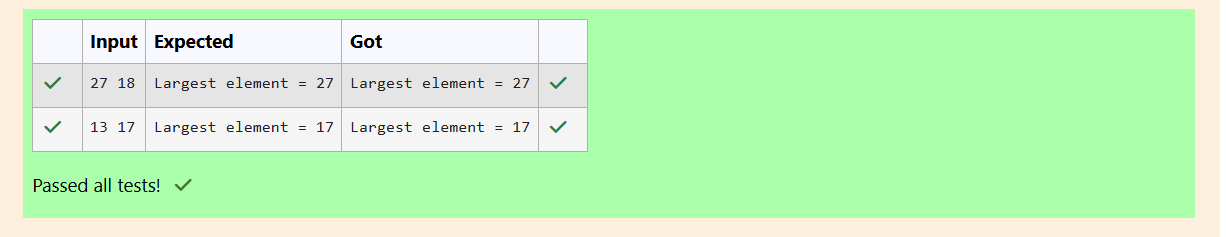 Input Expected Got
27 18 Largest element = 27 Largest element = 27
13 17 Largest element = 17 Largest element = 17
Passed all tests!